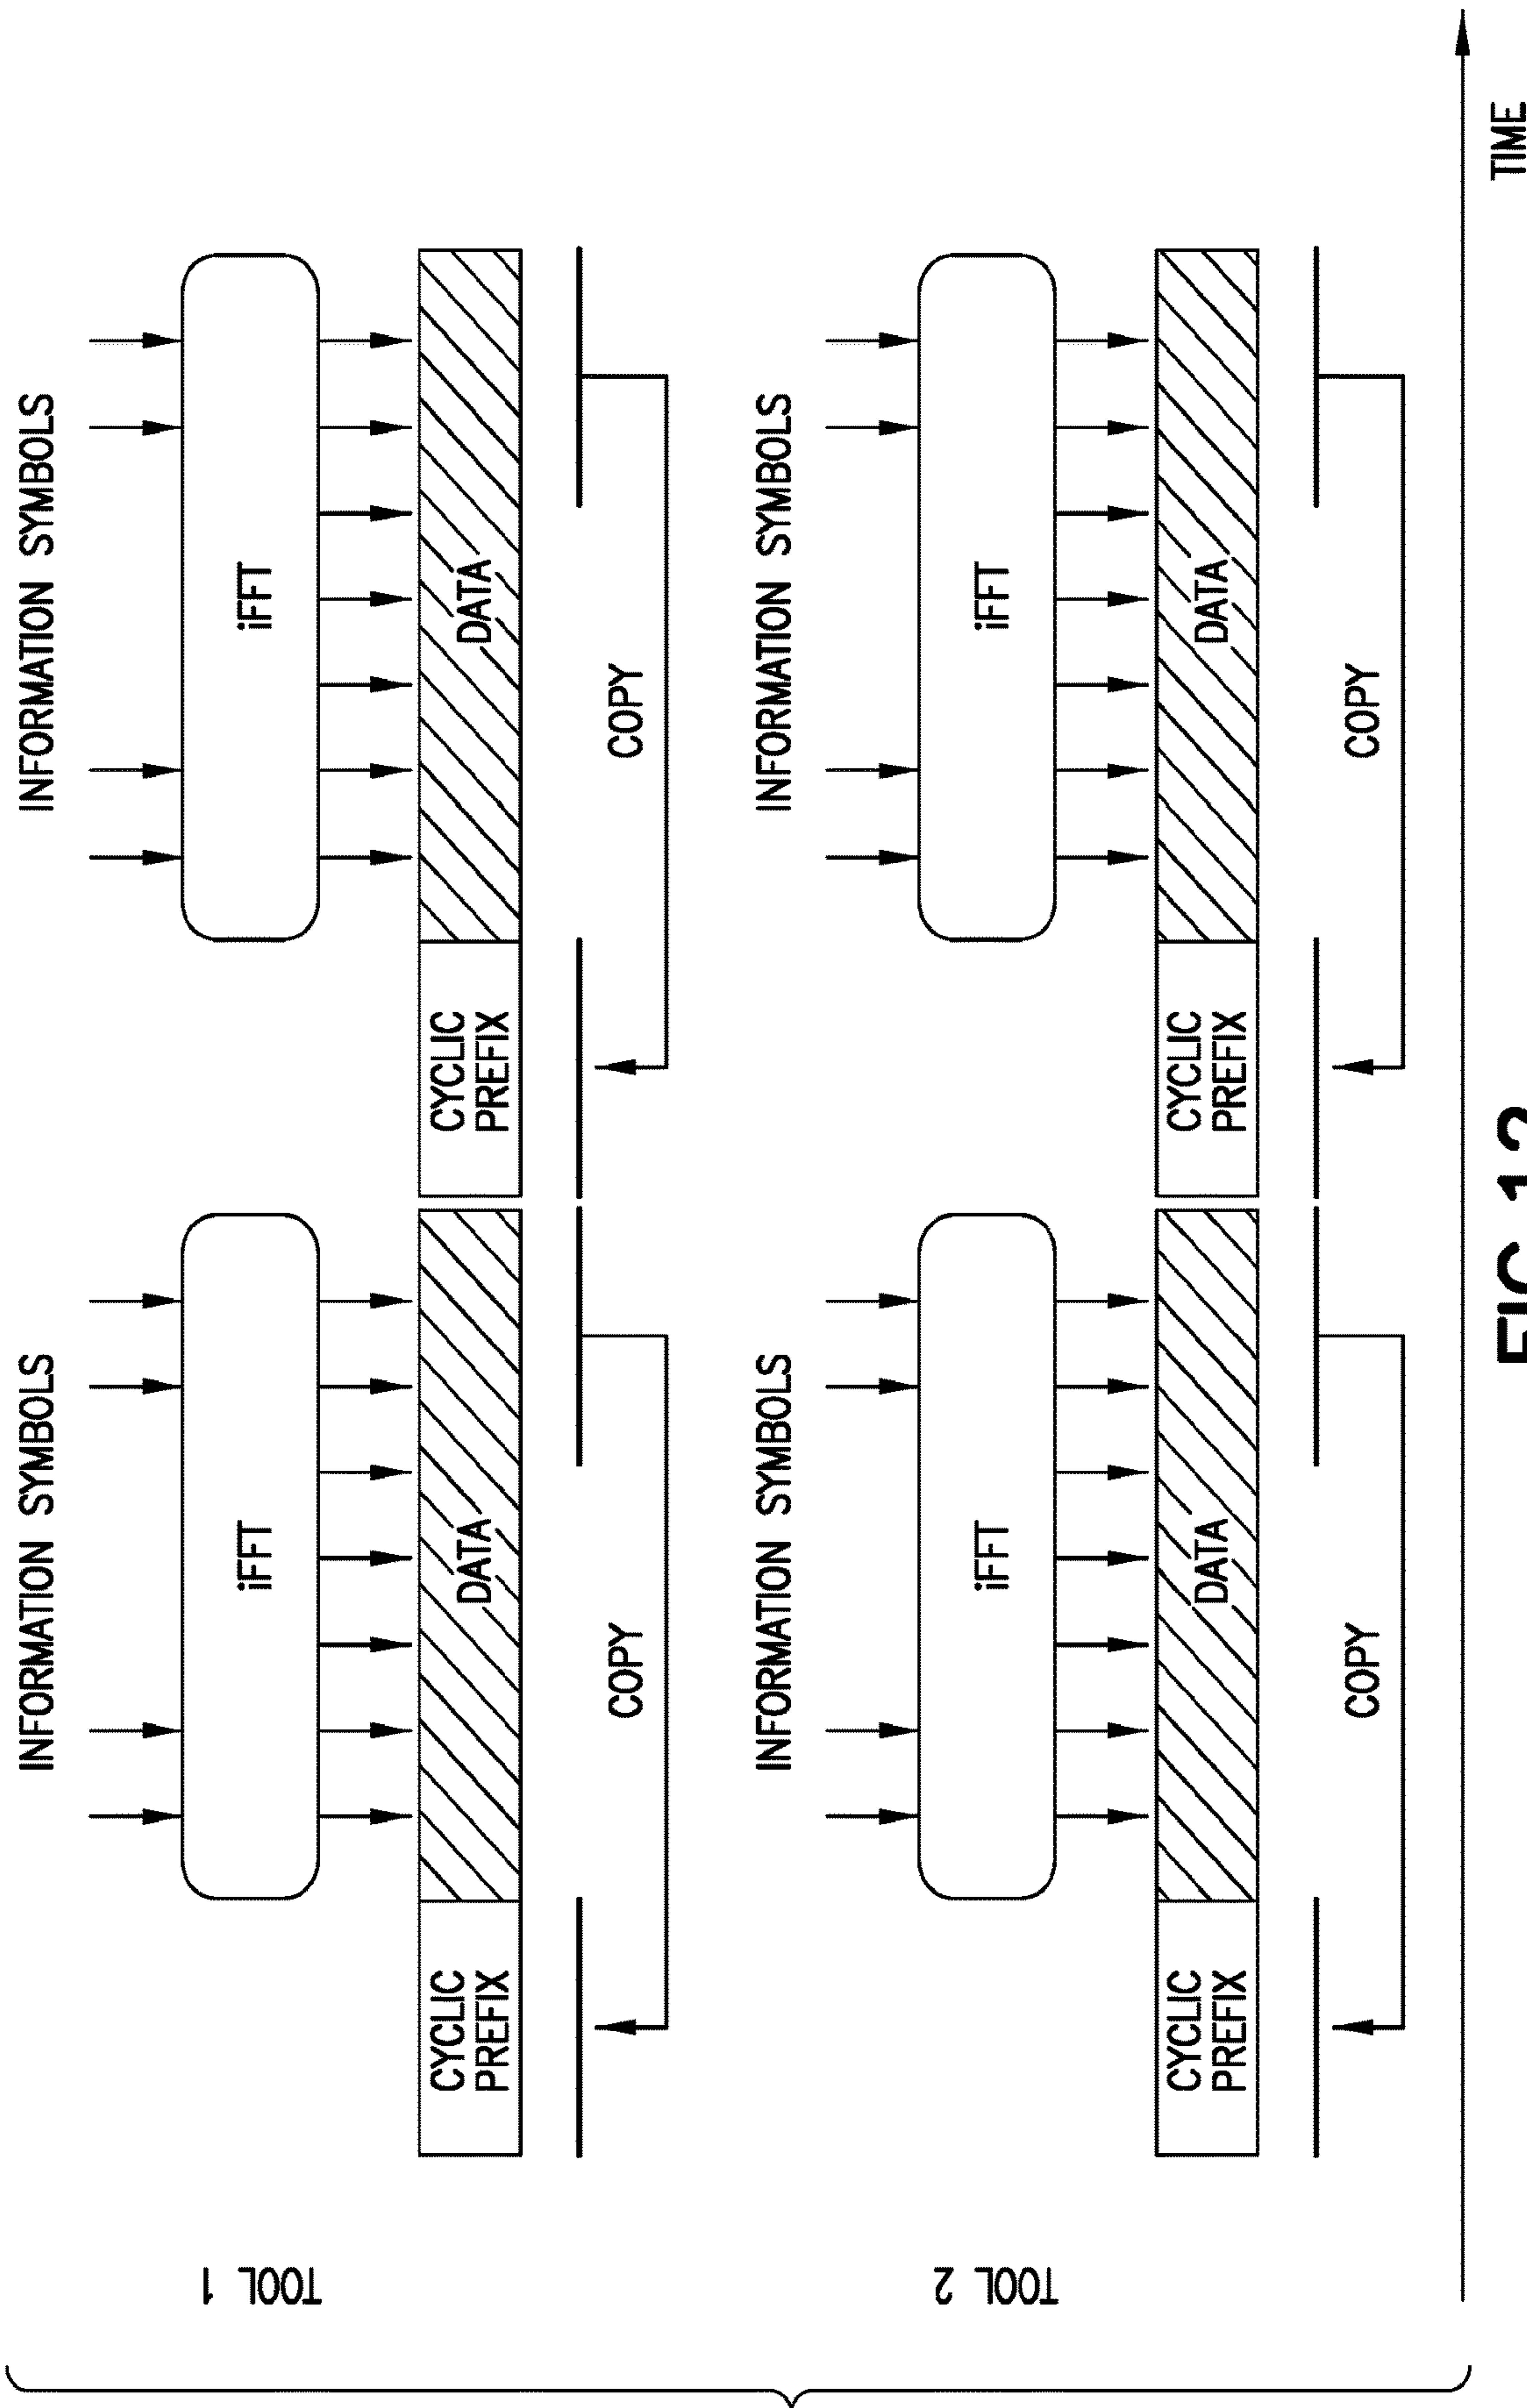 INFORMATION SYMBOLS
INFORMATION SYMBOLS
TOOL 1
iFFT
iFFT
CYCLIC
PREFIX
DATA
CYCLIC
PREFIX
DATA
COPY
COPY
INFORMATION SYMBOLS
INFORMATION SYMBOLS
TOOL 2
iFFT
iFFT
CYCLIC
PREFIX
DATA
CYCLIC
PREFIX
DATA
COPY
COPY
TIME